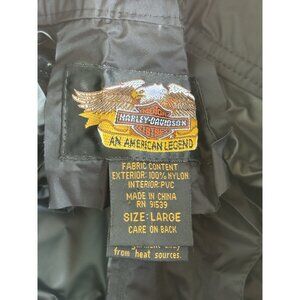 MOTOR
HARLEY-DAVIDSON
CYCLES
AN AMERICAN LEGEND
FABRIC CONTENT
EXTERIOR: 100% NYLON
INTERIOR: PVC
MADE IN CHINA
RN 91539
SIZE: LARGE
CARE ON BACK
away
from heat sources.